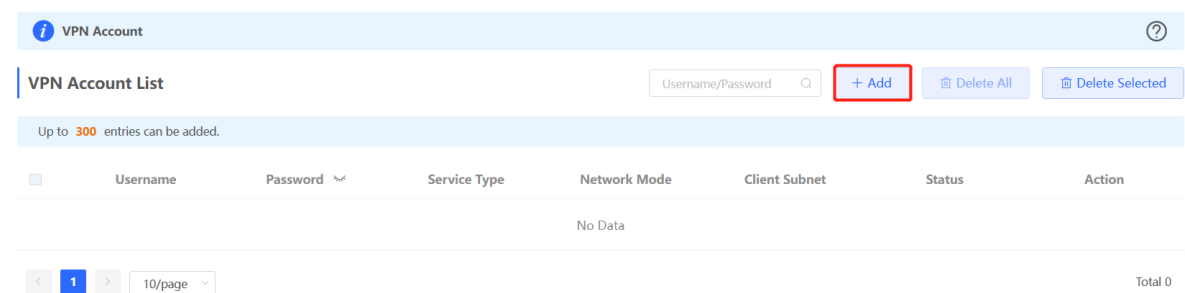 VPN Account
VPN Account List
Username/Password
+ Add
Delete All
Delete Selected
Up to 300 entries can be added.
Username Password Service Type Network Mode Client Subnet Status Action
No Data
< 1 > 10/page
Total 0